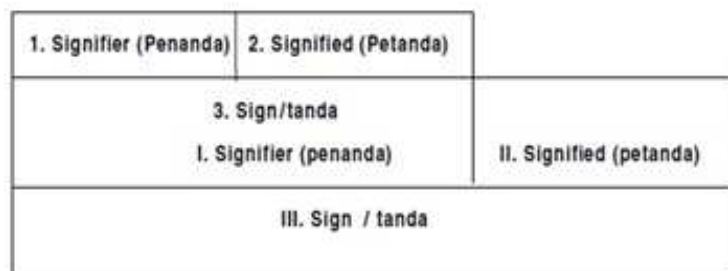 1. Signifier (Penanda) 2. Signified (Petanda)
3. Sign/tanda
I. Signifier (penanda) II. Signified (petanda)
III. Sign / tanda